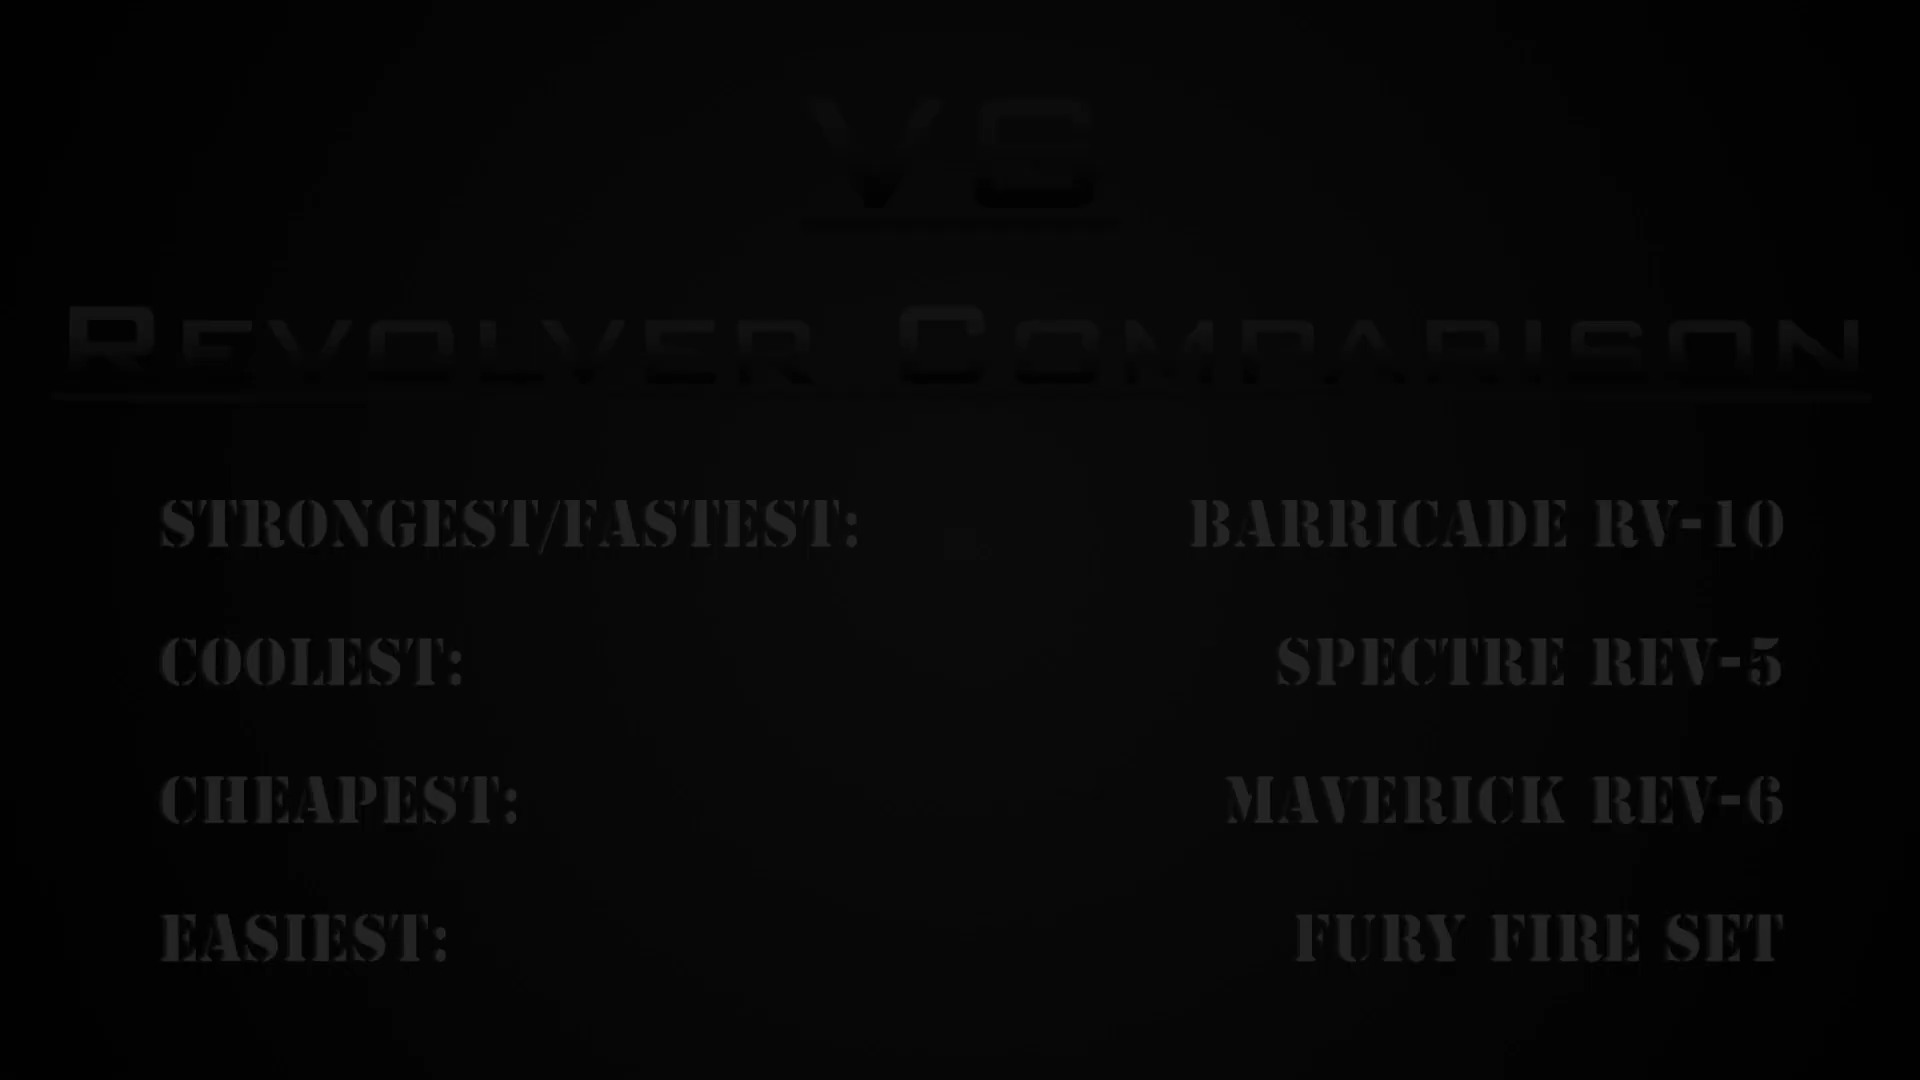 VS
Revolver Comparison
STRONGEST/FASTEST: BARRICADE RV-10
COOLEST: SPECTRE REV-5
CHEAPEST: MAVERICK REV-6
EASIEST: FURY FIRE SET